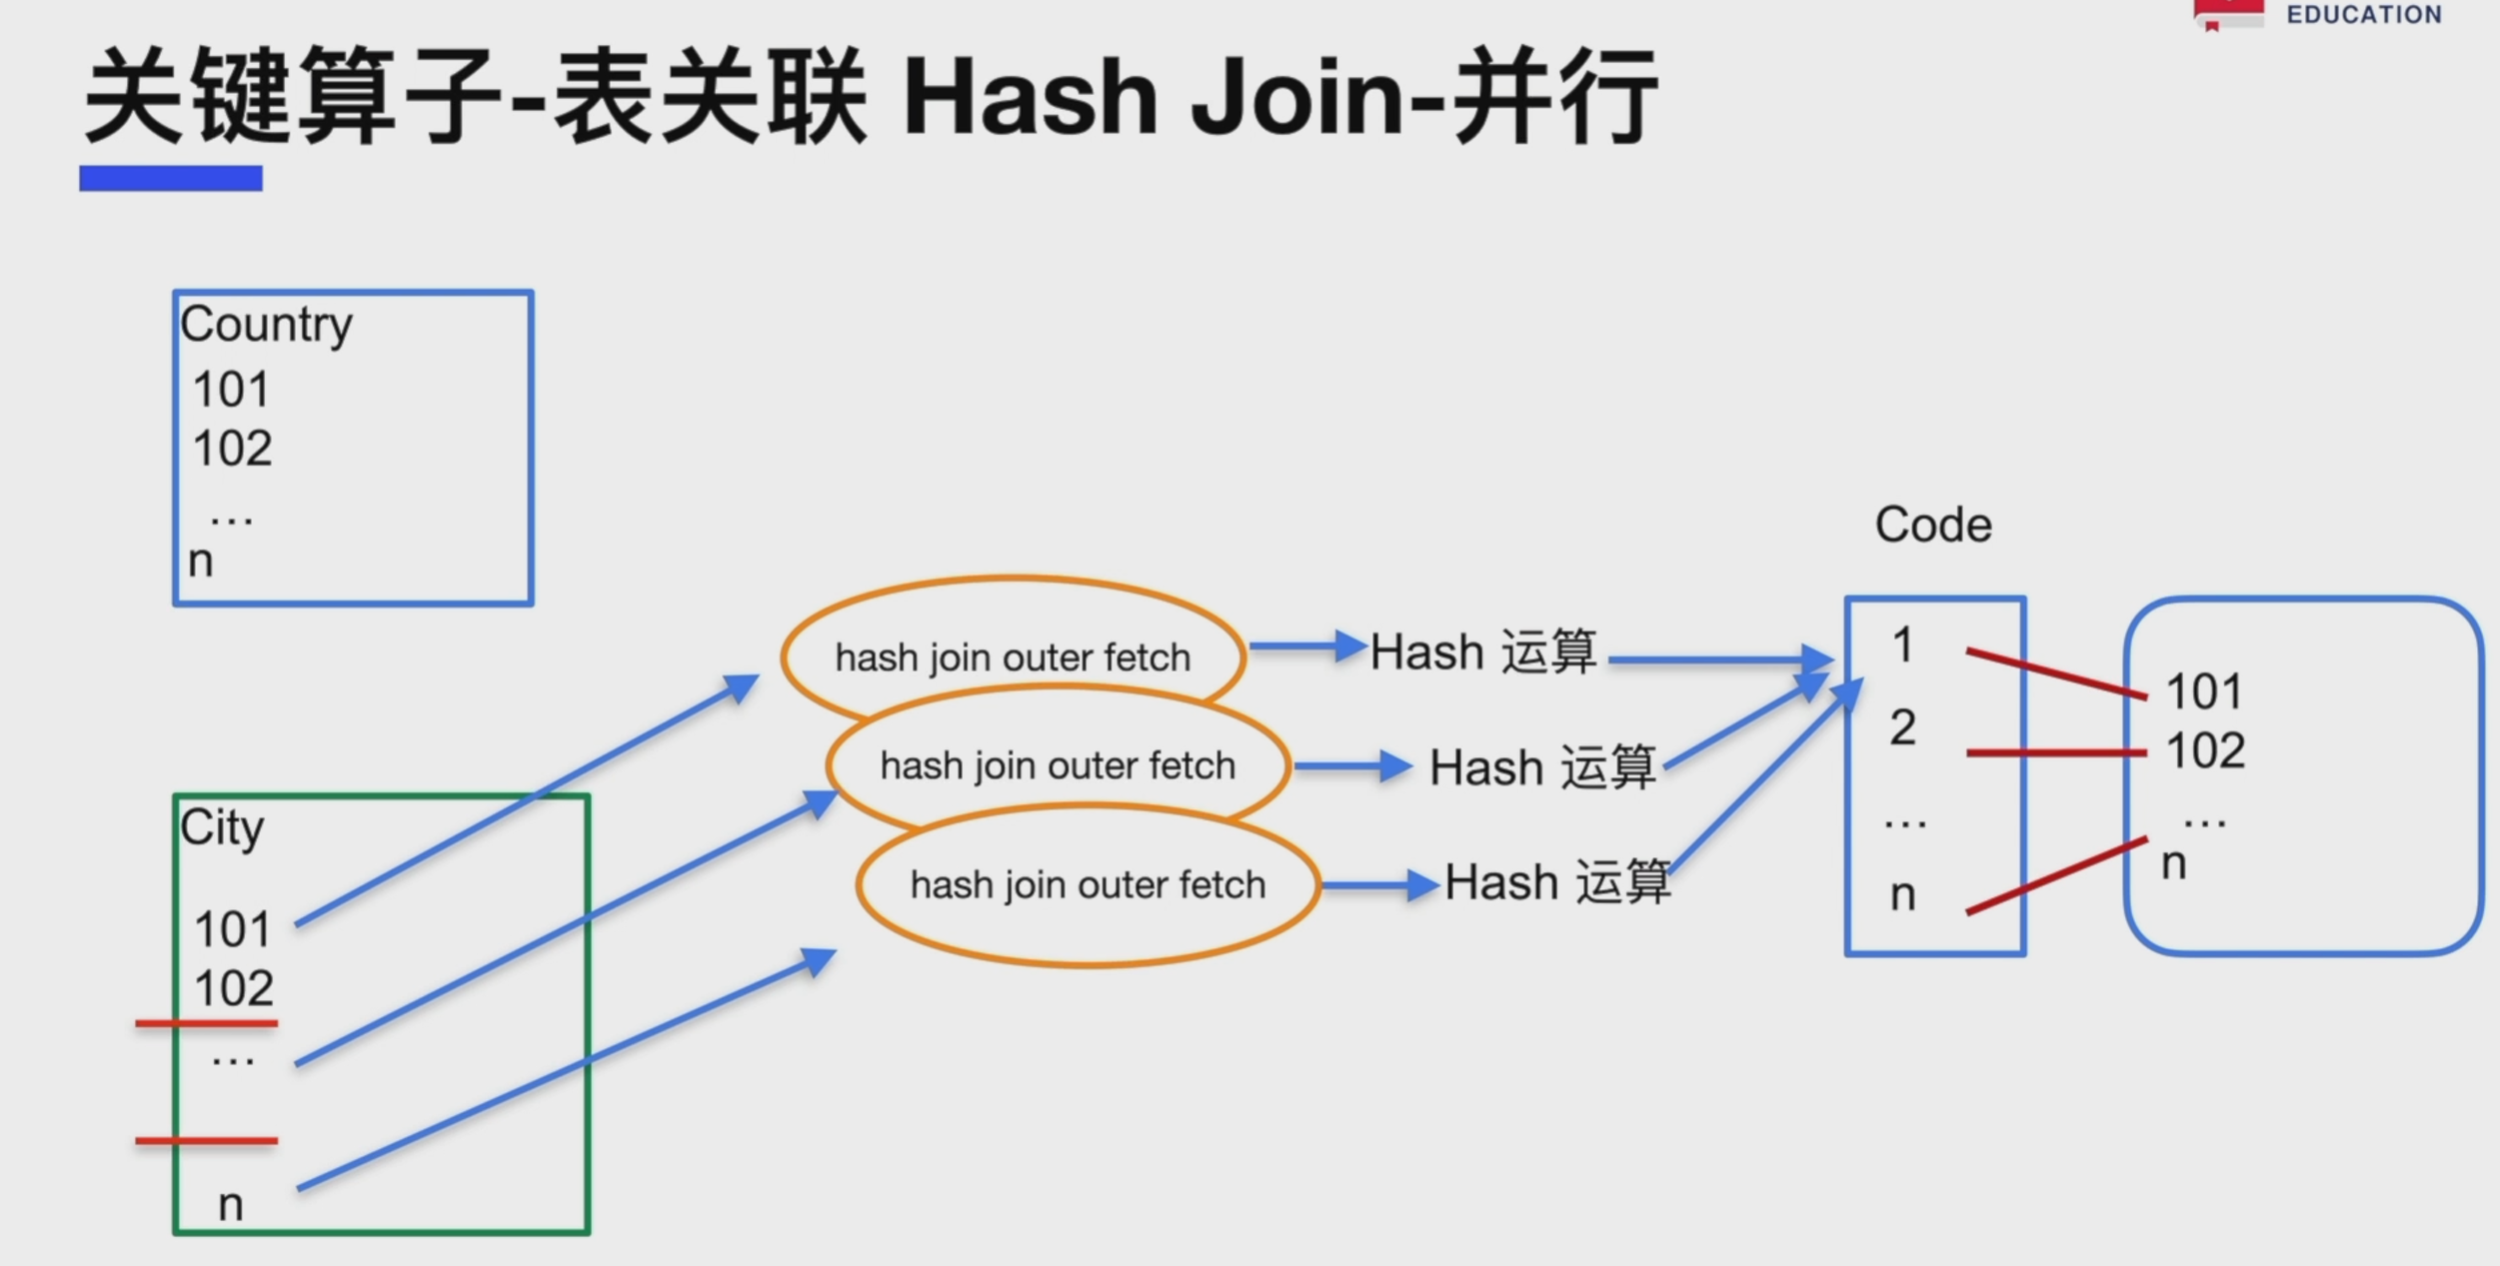 EDUCATION
关键算子-表关联 Hash Join-并行
Country
101
102
...
n
City
101
102
...
n
hash join outer fetch
hash join outer fetch
hash join outer fetch
Hash 运算
Hash 运算
Hash 运算
Code
1
2
...
n
101
102
...
n